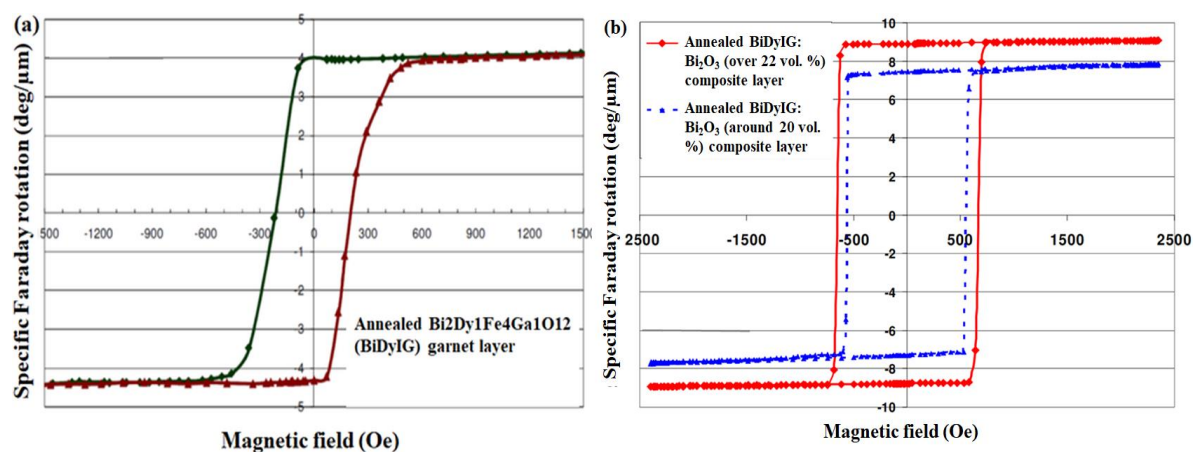 (a)
Specific Faraday rotation (deg/μm)
5
4
3
2
1
0
-1
-2
-3
-4
-5
500 -1200 -900 -600 -300 0 300 600 900 1200 1500
Annealed Bi2Dy1Fe4Ga1O12
(BiDyIG) garnet layer
Magnetic field (Oe)
(b)
Specific Faraday rotation (deg/μm)
10
8
6
4
2
0
-2
-4
-6
-8
-10
2500 -1500 -500 500 1500 2500
Annealed BiDyIG:
Bi₂O₃ (over 22 vol. %)
composite layer
Annealed BiDyIG:
Bi₂O₃ (around 20 vol.
%) composite layer
Magnetic field (Oe)